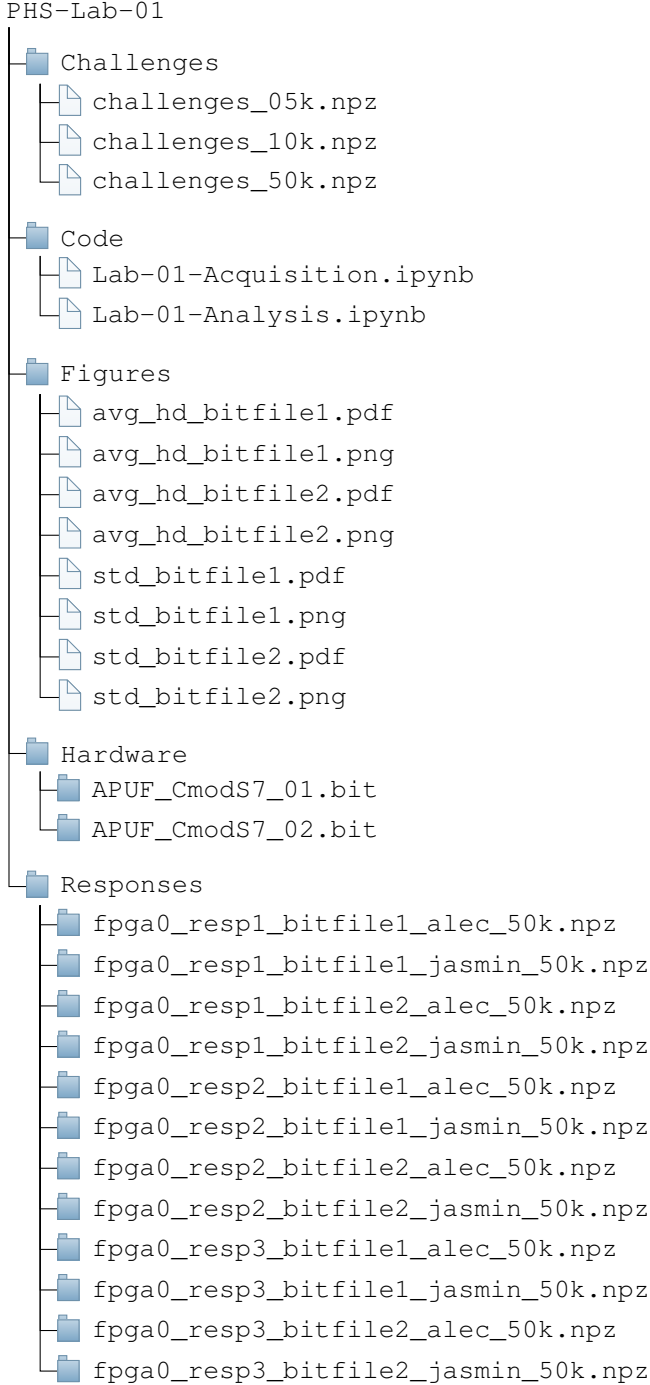 PHS-Lab-01
Challenges
challenges_05k.npz
challenges_10k.npz
challenges_50k.npz
Code
Lab-01-Acquisition.ipynb
Lab-01-Analysis.ipynb
Figures
avg_hd_bitfile1.pdf
avg_hd_bitfile1.png
avg_hd_bitfile2.pdf
avg_hd_bitfile2.png
std_bitfile1.pdf
std_bitfile1.png
std_bitfile2.pdf
std_bitfile2.png
Hardware
APUF_CmodS7_01.bit
APUF_CmodS7_02.bit
Responses
fpga0_resp1_bitfile1_alec_50k.npz
fpga0_resp1_bitfile1_jasmin_50k.npz
fpga0_resp1_bitfile2_alec_50k.npz
fpga0_resp1_bitfile2_jasmin_50k.npz
fpga0_resp2_bitfile1_alec_50k.npz
fpga0_resp2_bitfile1_jasmin_50k.npz
fpga0_resp2_bitfile2_alec_50k.npz
fpga0_resp2_bitfile2_jasmin_50k.npz
fpga0_resp3_bitfile1_alec_50k.npz
fpga0_resp3_bitfile1_jasmin_50k.npz
fpga0_resp3_bitfile2_alec_50k.npz
fpga0_resp3_bitfile2_jasmin_50k.npz